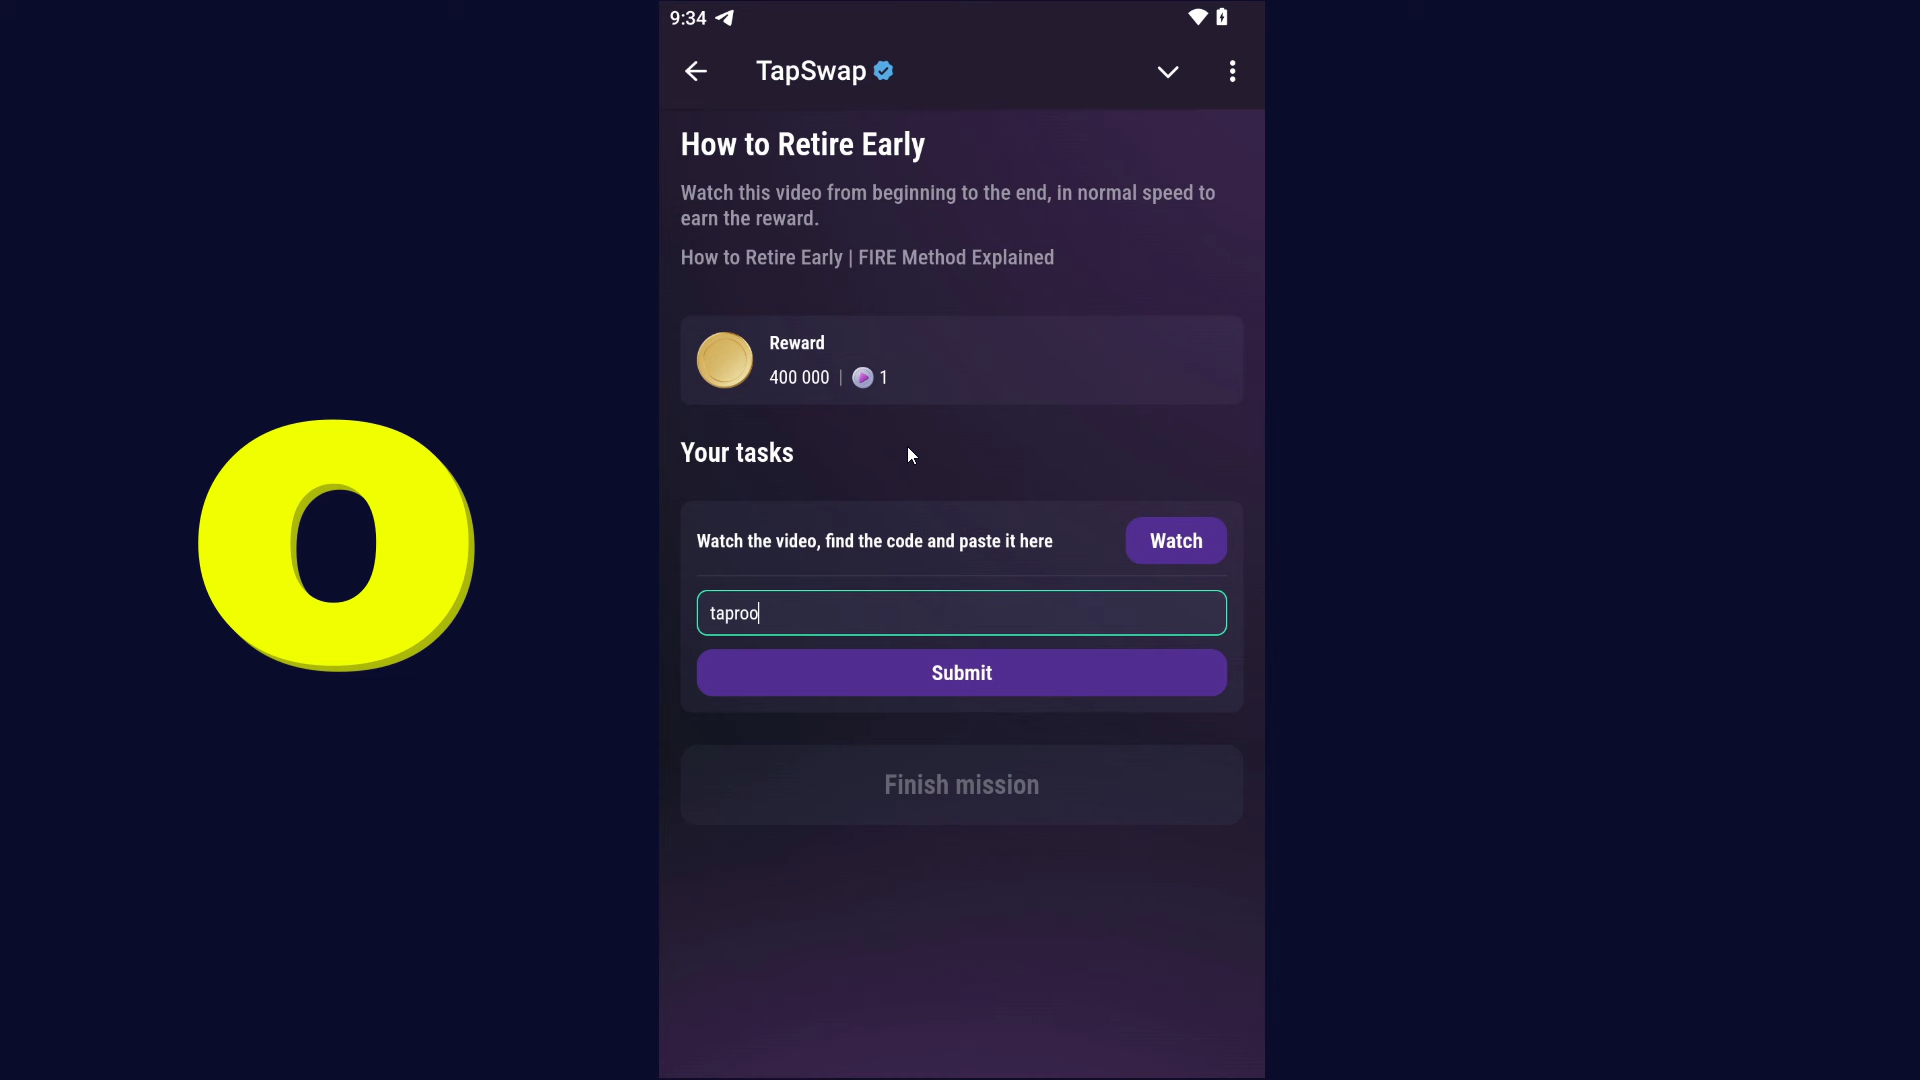 9:34
TapSwap
How to Retire Early
Watch this video from beginning to the end, in normal speed to
earn the reward.
How to Retire Early | FIRE Method Explained
Reward
400 000 | 1
Your tasks
O
Watch the video, find the code and paste it here
Watch
taproo
Submit
Finish mission